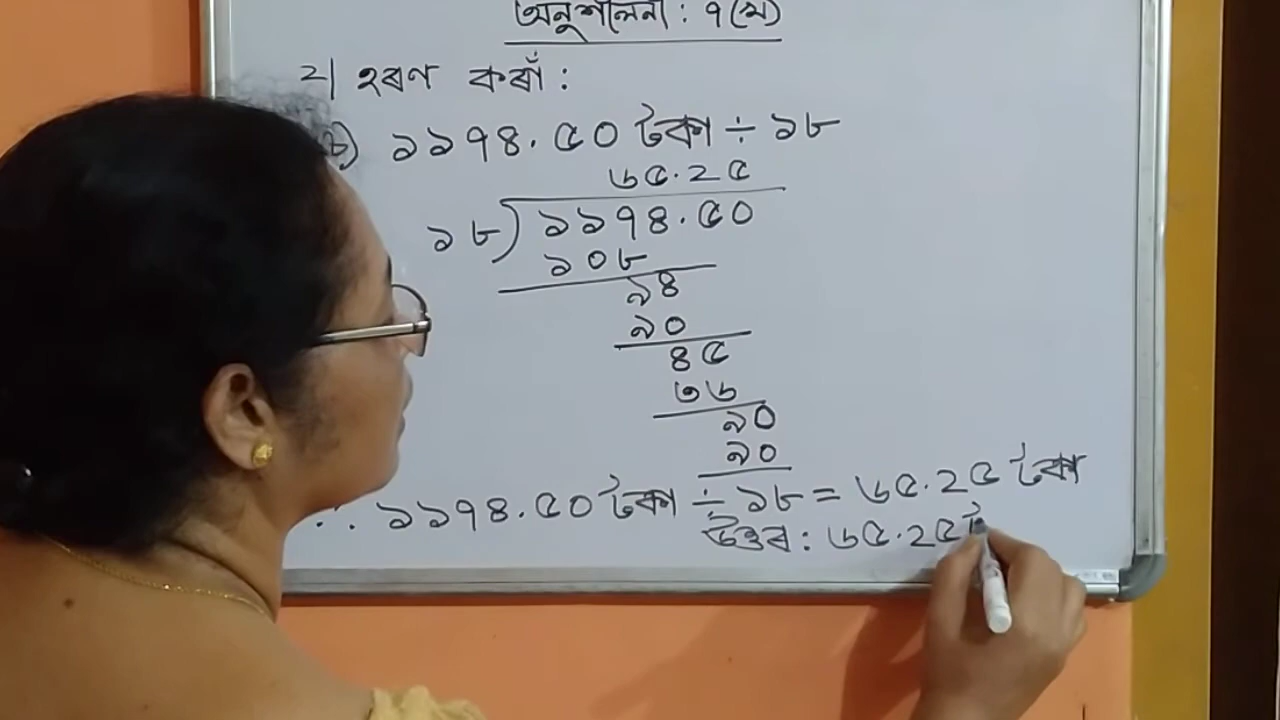 অনুশীলনী : ৭(খ)
২| হৰণ কৰাঁ :
১১৭৪.৫০ টকা ÷ ১৮
৬৫.২৫
১৮) ১১৭৪.৫০
১০৮
৯৪
৯০
৪৫
৩৬
৯০
৯০
∴ ১১৭৪.৫০ টকা ÷ ১৮ = ৬৫.২৫ টকা
উত্তৰ : ৬৫.২৫